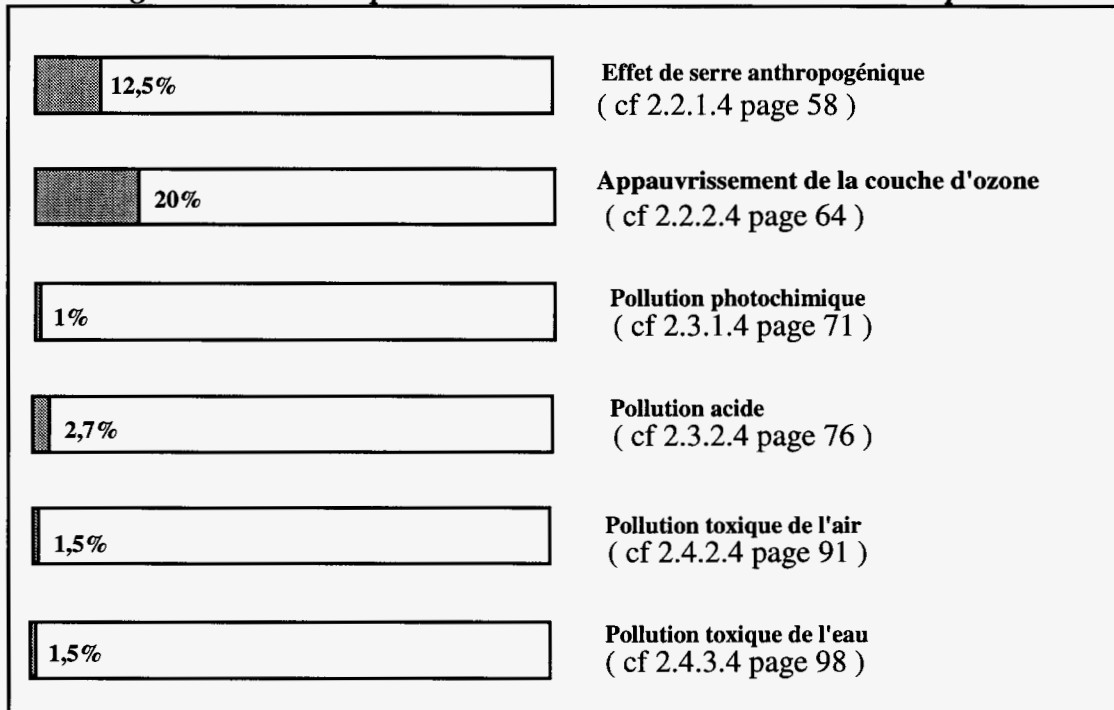 12,5%
Effet de serre anthropogénique
( cf 2.2.1.4 page 58 )
20%
Appauvrissement de la couche d'ozone
( cf 2.2.2.4 page 64 )
1%
Pollution photochimique
( cf 2.3.1.4 page 71 )
2,7%
Pollution acide
( cf 2.3.2.4 page 76 )
1,5%
Pollution toxique de l'air
( cf 2.4.2.4 page 91 )
1,5%
Pollution toxique de l'eau
( cf 2.4.3.4 page 98 )